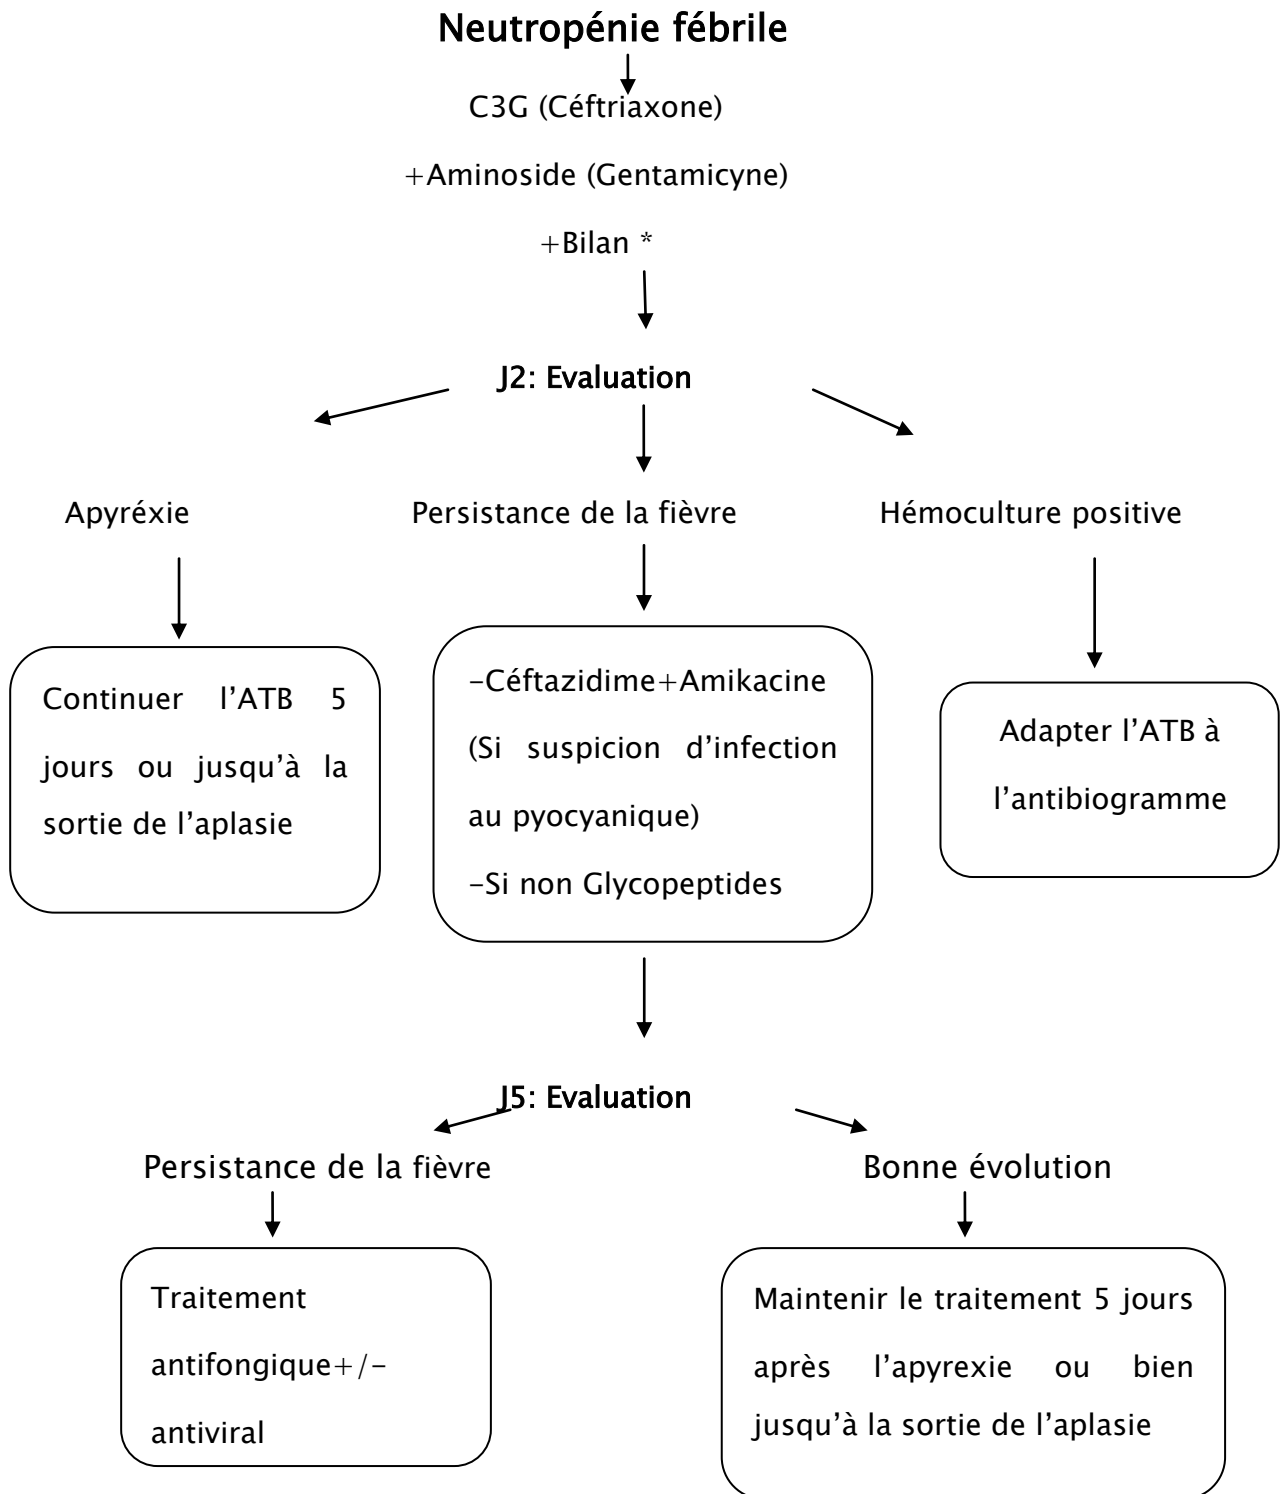 Neutropénie fébrile
C3G (Céftriaxone)
+Aminoside (Gentamicyne)
+Bilan *
J2: Evaluation
Apyréxie
Persistance de la fièvre
Hémoculture positive
Continuer l’ATB 5
jours ou jusqu’à la
sortie de l’aplasie
-Céftazidime+Amikacine
(Si suspicion d’infection
au pyocyanique)
-Si non Glycopeptides
Adapter l’ATB à
l’antibiogramme
J5: Evaluation
Persistance de la fièvre
Bonne évolution
Traitement
antifongique+/-
antiviral
Maintenir le traitement 5 jours
après l’apyrexie ou bien
jusqu’à la sortie de l’aplasie